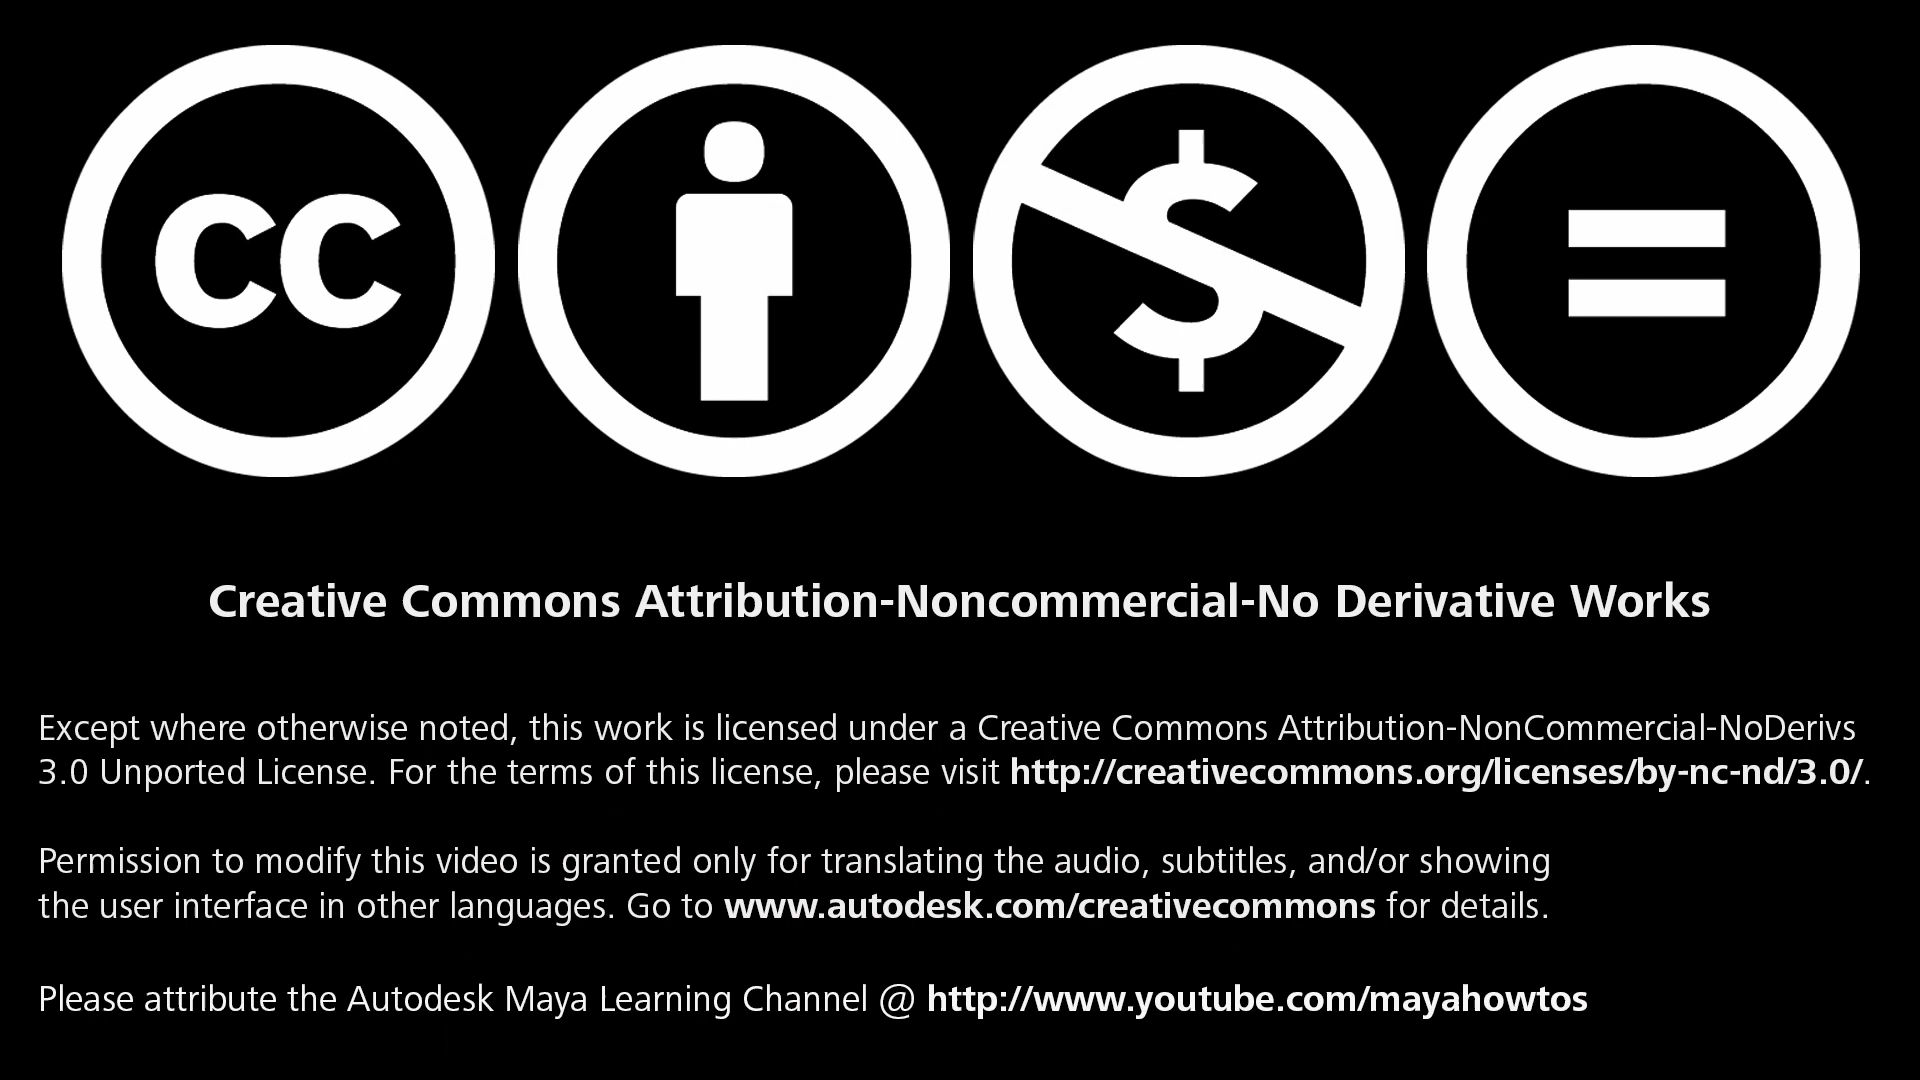 cc
$
=
Creative Commons Attribution-Noncommercial-No Derivative Works
Except where otherwise noted, this work is licensed under a Creative Commons Attribution-NonCommercial-NoDerivs
3.0 Unported License. For the terms of this license, please visit http://creativecommons.org/licenses/by-nc-nd/3.0/.
Permission to modify this video is granted only for translating the audio, subtitles, and/or showing
the user interface in other languages. Go to www.autodesk.com/creativecommons for details.
Please attribute the Autodesk Maya Learning Channel @ http://www.youtube.com/mayahowtos